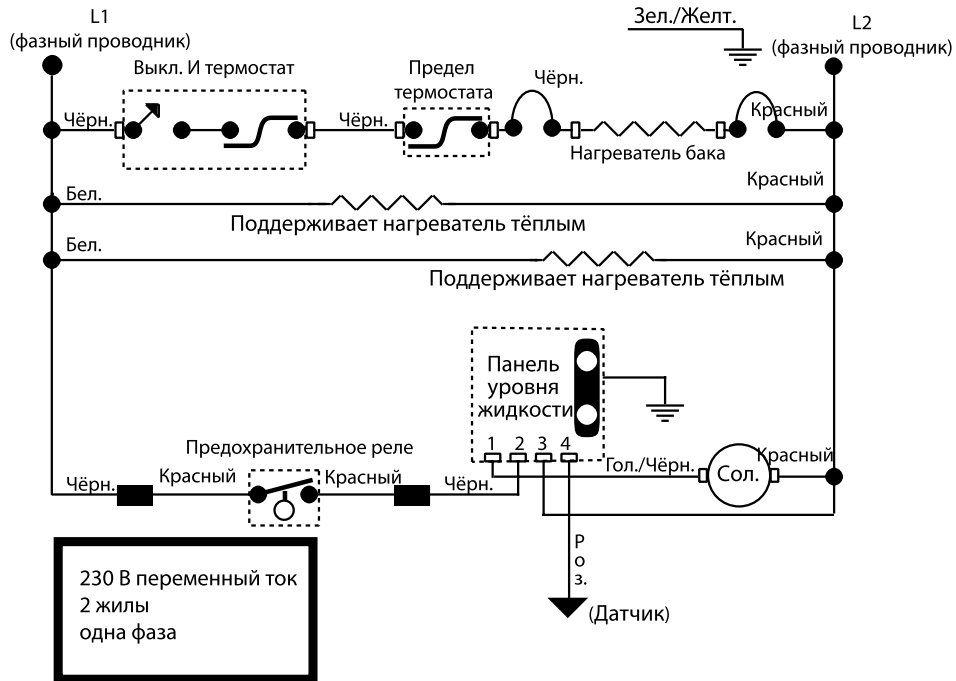 L1
(фазный проводник)
Зел./Желт.
L2
(фазный проводник)
Выкл. И термостат
Предел
термостата
Чёрн.
Чёрн.
Чёрн.
Красный
Нагреватель бака
Бел.
Красный
Поддерживает нагреватель тёплым
Бел.
Красный
Поддерживает нагреватель тёплым
Панель
уровня
жидкости
1 2 3 4
Предохранительное реле
Чёрн.
Красный
Красный
Чёрн.
Гол./Чёрн.
Сол.
Красный
Роз.
(Датчик)
230 В переменный ток
2 жилы
одна фаза